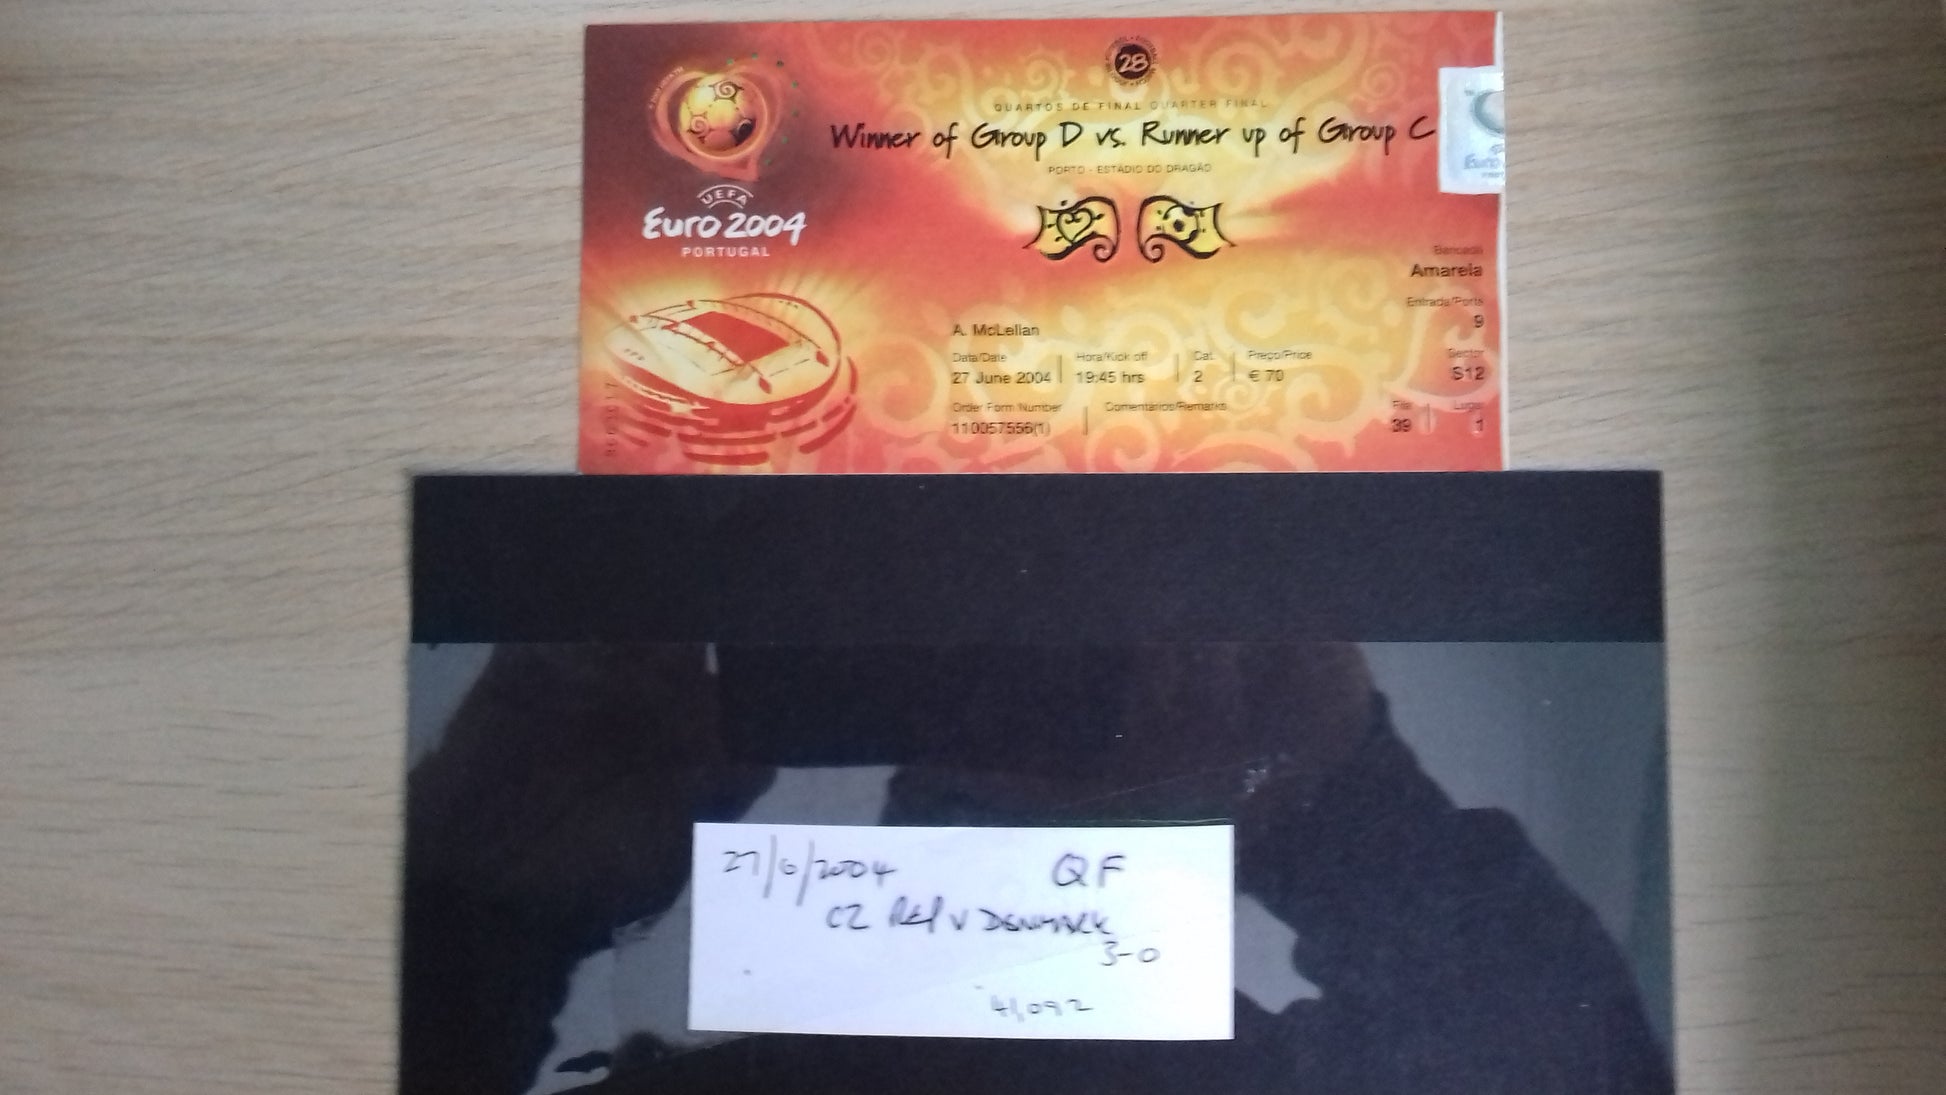 28
QUARTOS DE FINAL QUARTER FINAL
Winner of Group D vs. Runner up of Group C
PORTO - ESTÁDIO DO DRAGÃO
UEFA
Euro 2004
PORTUGAL
Bancada
Amarela
Entrada/Porta
9
Sector
S12
Fila Lugar
39 1
A. McLellan
Data/Date Hora/Kick off Cat. Preço/Price
27 June 2004 19:45 hrs 2 € 70
Order Form Number Comentários/Remarks
110057556(1)
27/6/2004 QF
CZ REP V DENMARK
3-0
41,092